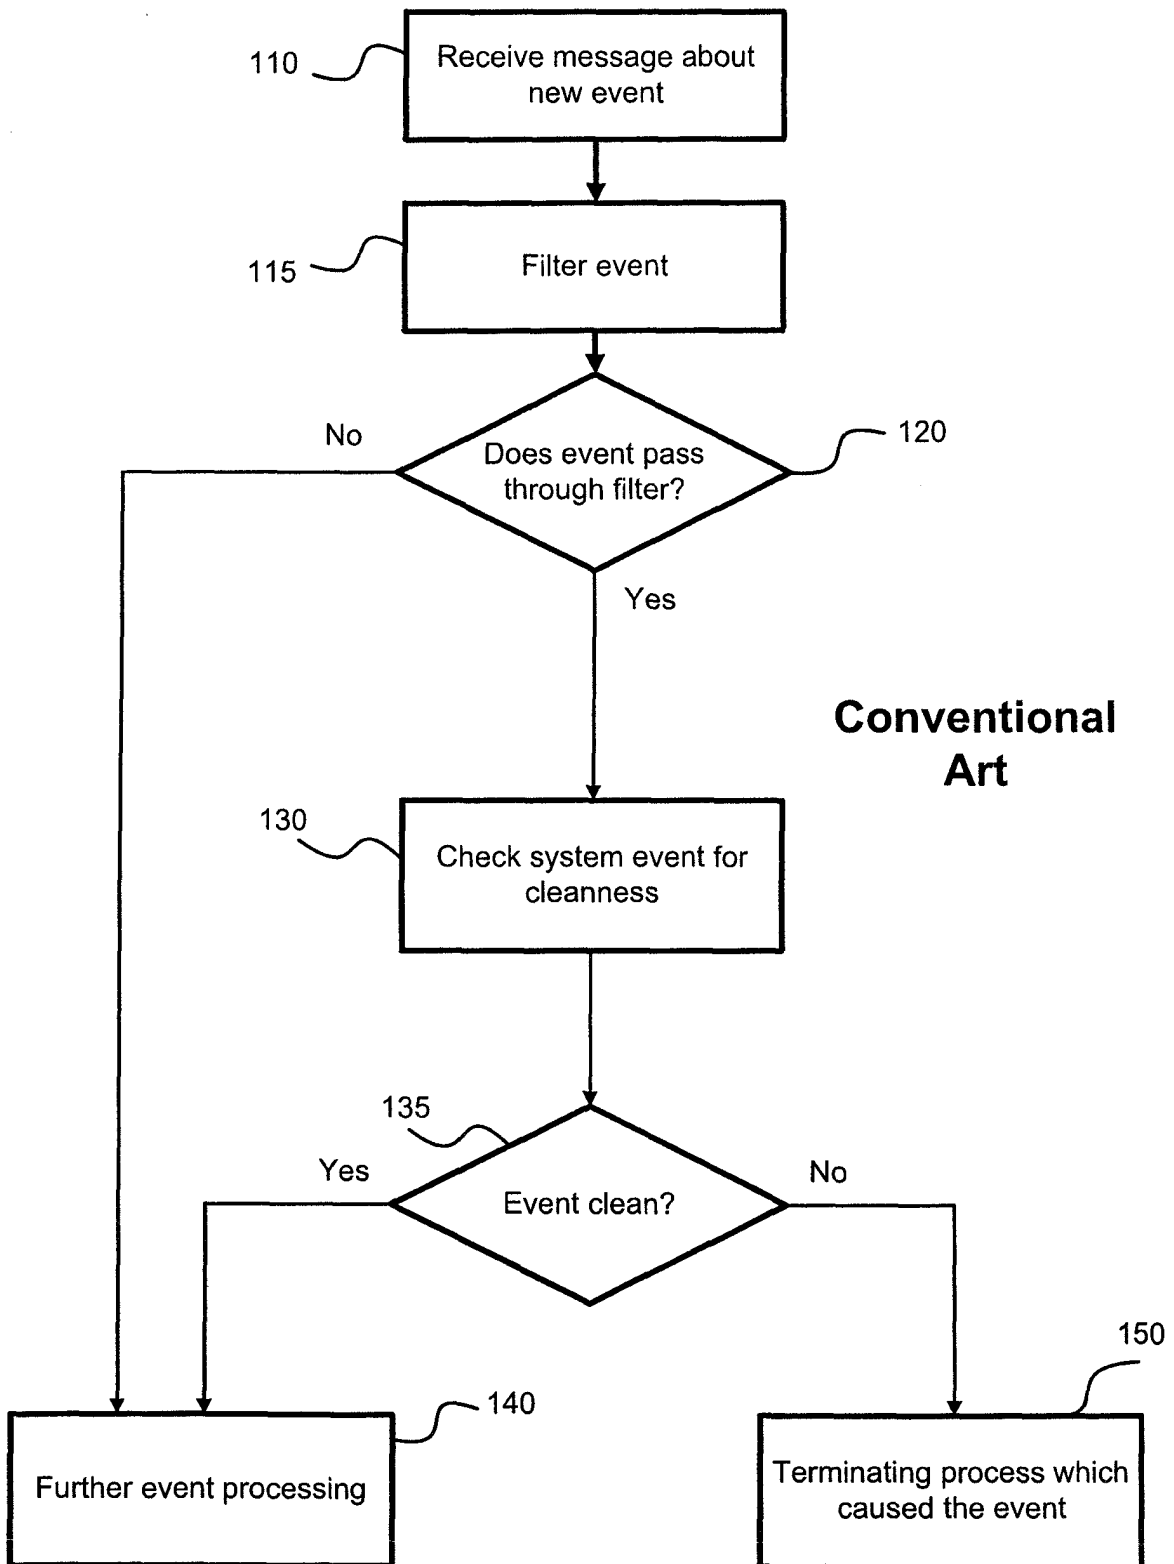 110
Receive message about
new event
115
Filter event
No
120
Does event pass
through filter?
Yes
Conventional
Art
130
Check system event for
cleanness
135
Yes
No
Event clean?
150
140
Further event processing
Terminating process which
caused the event